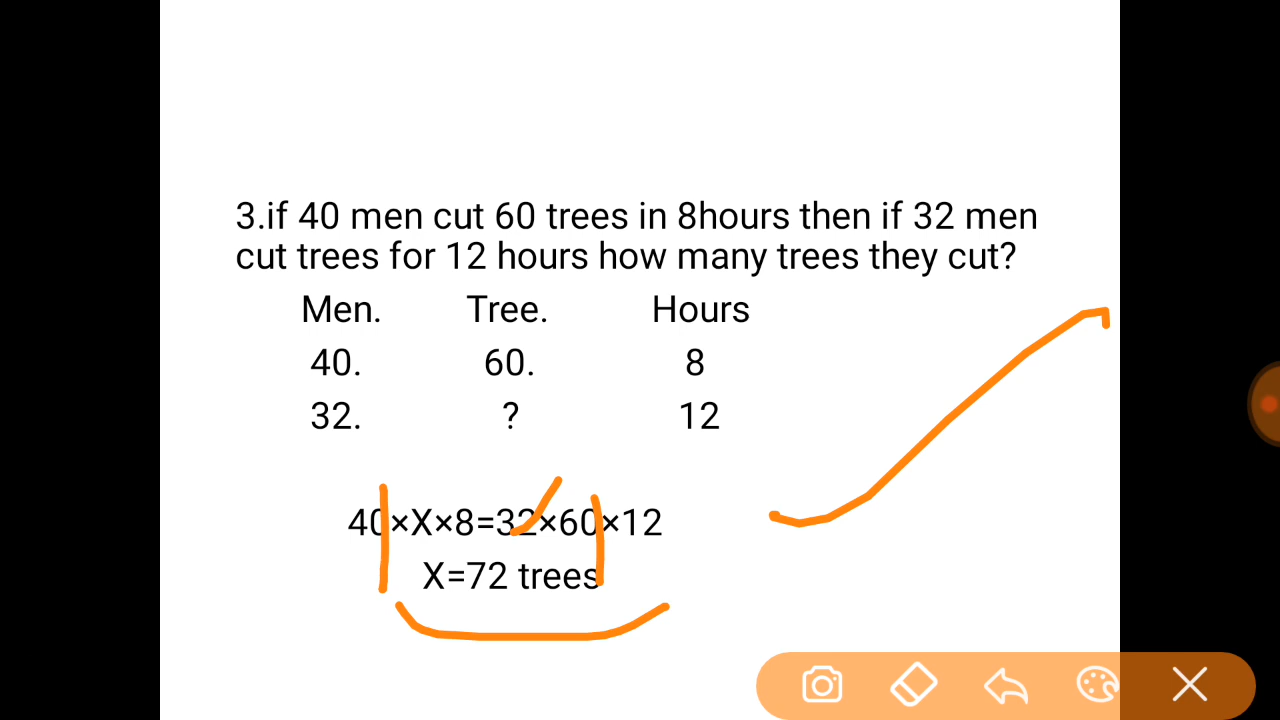 3.if 40 men cut 60 trees in 8hours then if 32 men
cut trees for 12 hours how many trees they cut?
Men. Tree. Hours
40. 60. 8
32. ? 12
40×X×8=32×60×12
X=72 trees